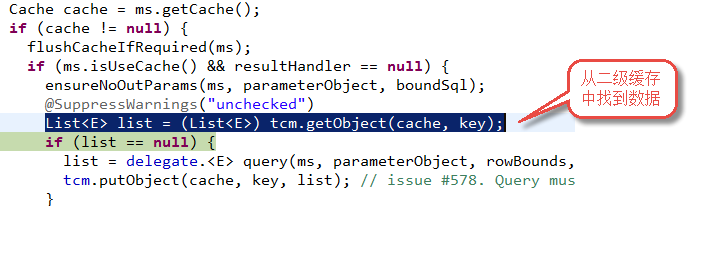 Cache cache = ms.getCache();
if (cache != null) {
flushCacheIfRequired(ms);
if (ms.isUseCache() && resultHandler == null) {
ensureNoOutParams(ms, parameterObject, boundSql);
@SuppressWarnings("unchecked")
List<E> list = (List<E>) tcm.getObject(cache, key);
if (list == null) {
list = delegate.<E> query(ms, parameterObject, rowBounds,
tcm.putObject(cache, key, list); // issue #578. Query mus
}
从二级缓存
中找到数据